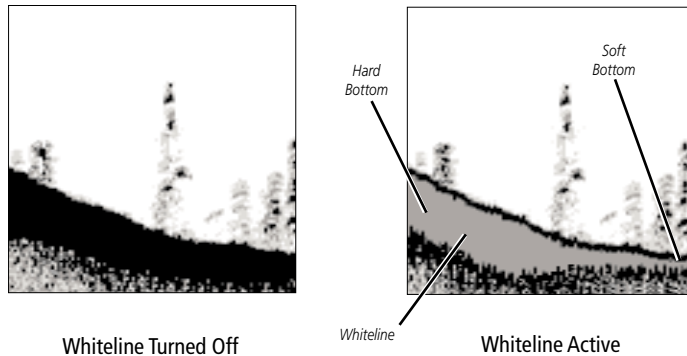 Hard
Bottom
Soft
Bottom
Whiteline
Whiteline Turned Off
Whiteline Active